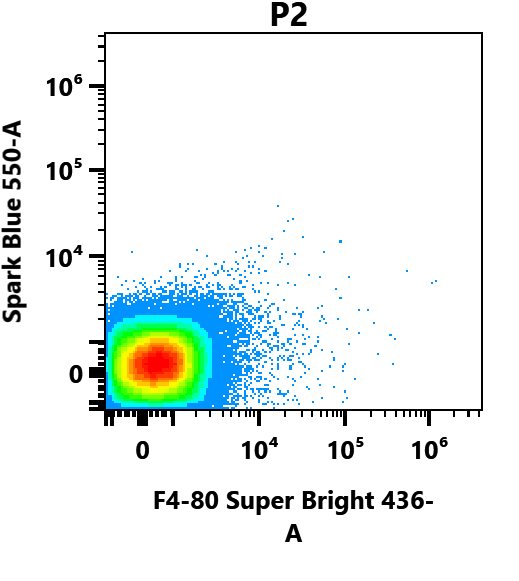 P2
Spark Blue 550-A
10⁶
10⁵
10⁴
0
0 10⁴ 10⁵ 10⁶
F4-80 Super Bright 436-
A